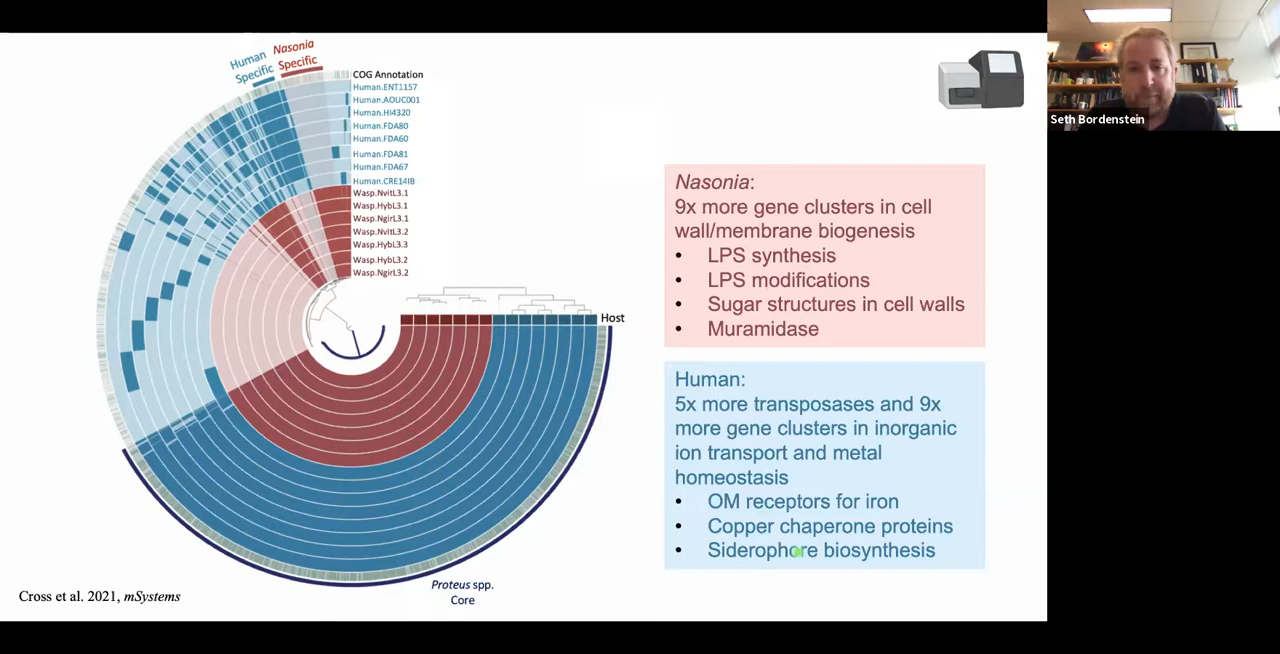 Human
Specific
Nasonia
Specific
COG Annotation
Human.ENT1157
Human.AOUC001
Human.HI4320
Human.FDA80
Human.FDA60
Human.FDA81
Human.FDA67
Human.CRE14IB
Wasp.NvitL3.1
Wasp.HybL3.1
Wasp.NgirL3.1
Wasp.NvitL3.2
Wasp.HybL3.3
Wasp.HybL3.2
Wasp.NgirL3.2
Host
Proteus spp.
Core
Cross et al. 2021, mSystems
Nasonia:
9x more gene clusters in cell
wall/membrane biogenesis
• LPS synthesis
• LPS modifications
• Sugar structures in cell walls
• Muramidase
Human:
5x more transposases and 9x
more gene clusters in inorganic
ion transport and metal
homeostasis
• OM receptors for iron
• Copper chaperone proteins
• Siderophore biosynthesis
Seth Bordenstein